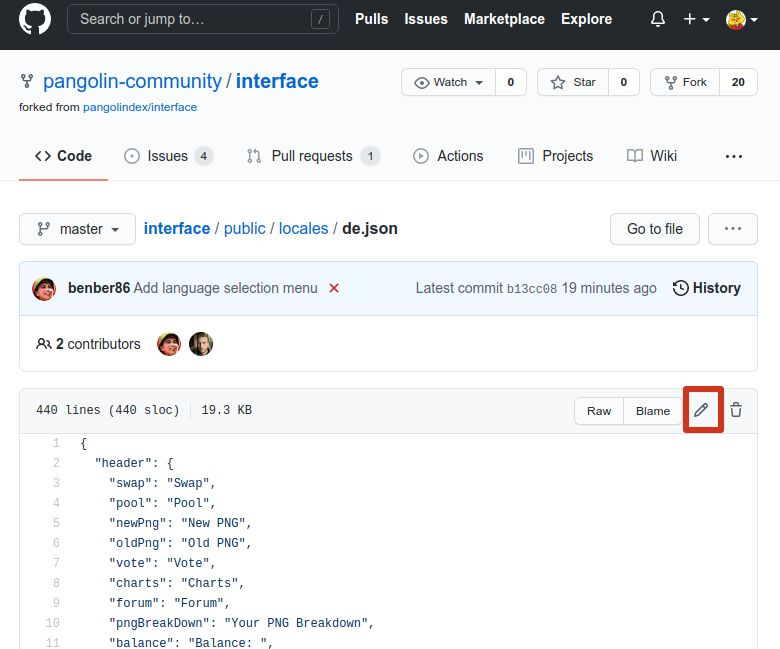 Search or jump to… / Pulls Issues Marketplace Explore
pangolin-community / interface Watch 0 Star 0 Fork 20
forked from pangolindex/interface
Code Issues 4 Pull requests 1 Actions Projects Wiki ...
master interface / public / locales / de.json Go to file ...
benber86 Add language selection menu Latest commit b13cc08 19 minutes ago History
2 contributors
440 lines (440 sloc) 19.3 KB Raw Blame
1 {
2 "header": {
3 "swap": "Swap",
4 "pool": "Pool",
5 "newPng": "New PNG",
6 "oldPng": "Old PNG",
7 "vote": "Vote",
8 "charts": "Charts",
9 "forum": "Forum",
10 "pngBreakDown": "Your PNG Breakdown",
11 "balance": "Balance: ",